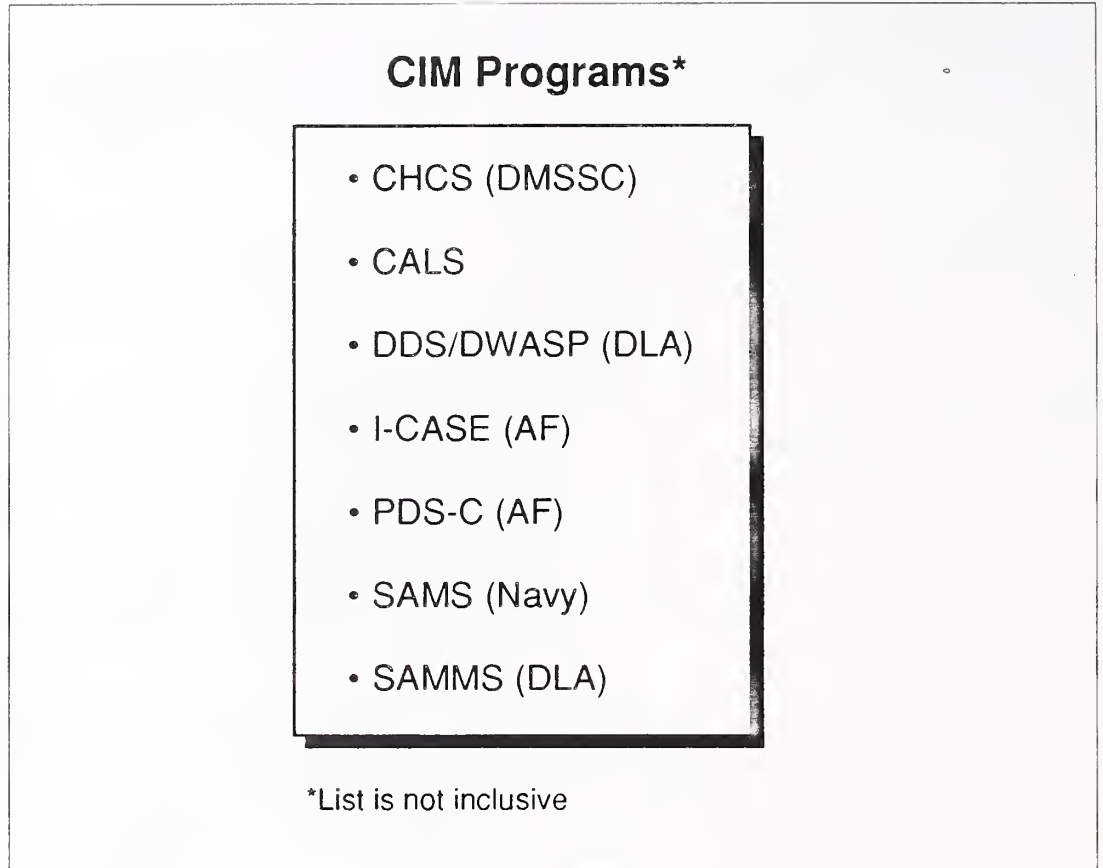 CIM Programs*
• CHCS (DMSSC)
• CALS
• DDS/DWASP (DLA)
• I-CASE (AF)
• PDS-C (AF)
• SAMS (Navy)
• SAMMS (DLA)
*List is not inclusive